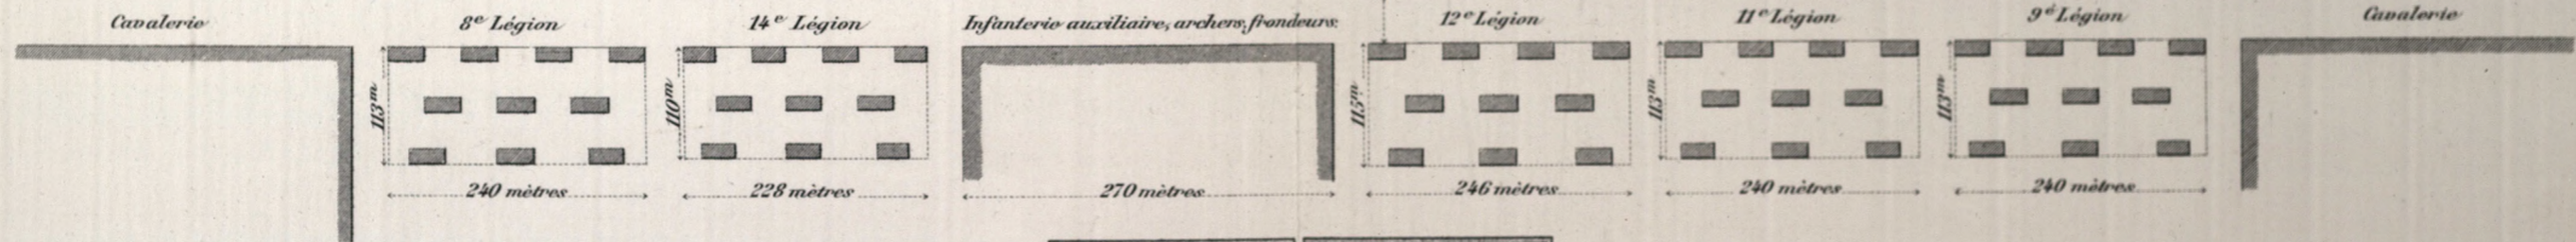 Cavalerie
8e Légion
14e Légion
Infanterie auxiliaire, archers, frondeurs.
12e Légion
11e Légion
9e Légion
Cavalerie
113m
110m
115m
113m
113m
240 mètres
228 mètres
270 mètres
246 mètres
240 mètres
240 mètres